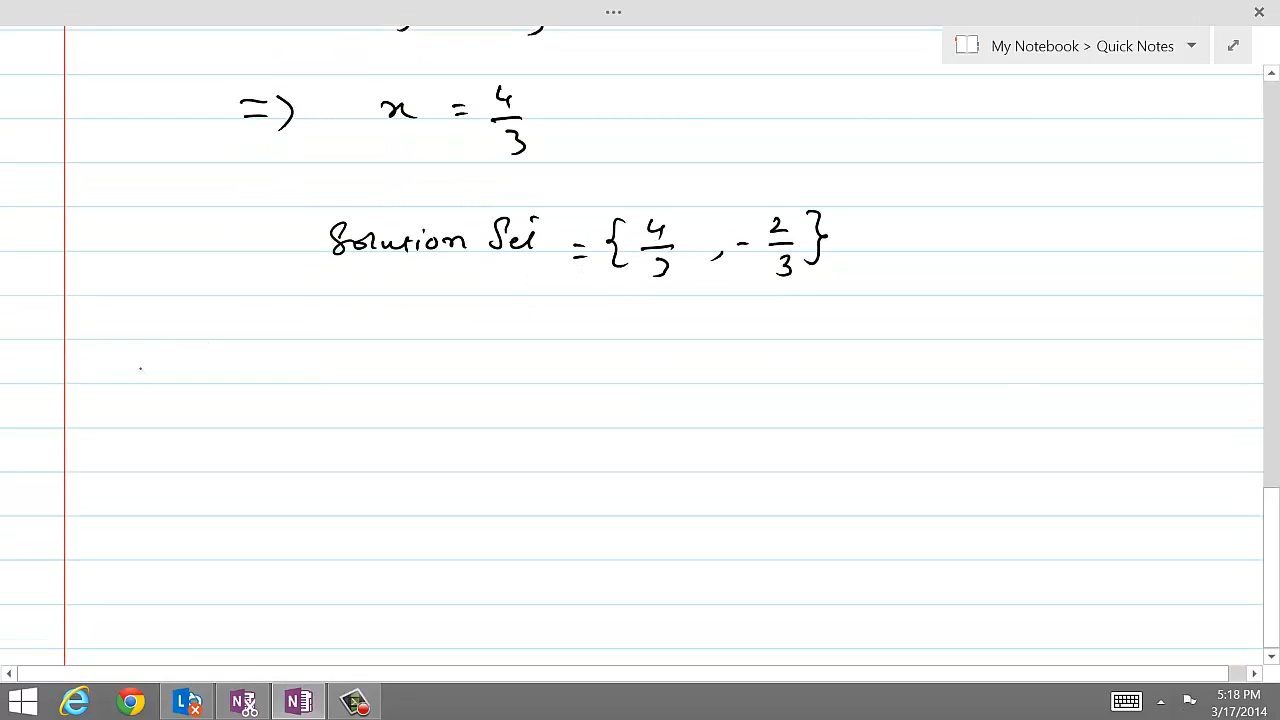 My Notebook > Quick Notes
=> x = 4/3
Solution Set = { 4/3 , - 2/3 }
5:18 PM
3/17/2014